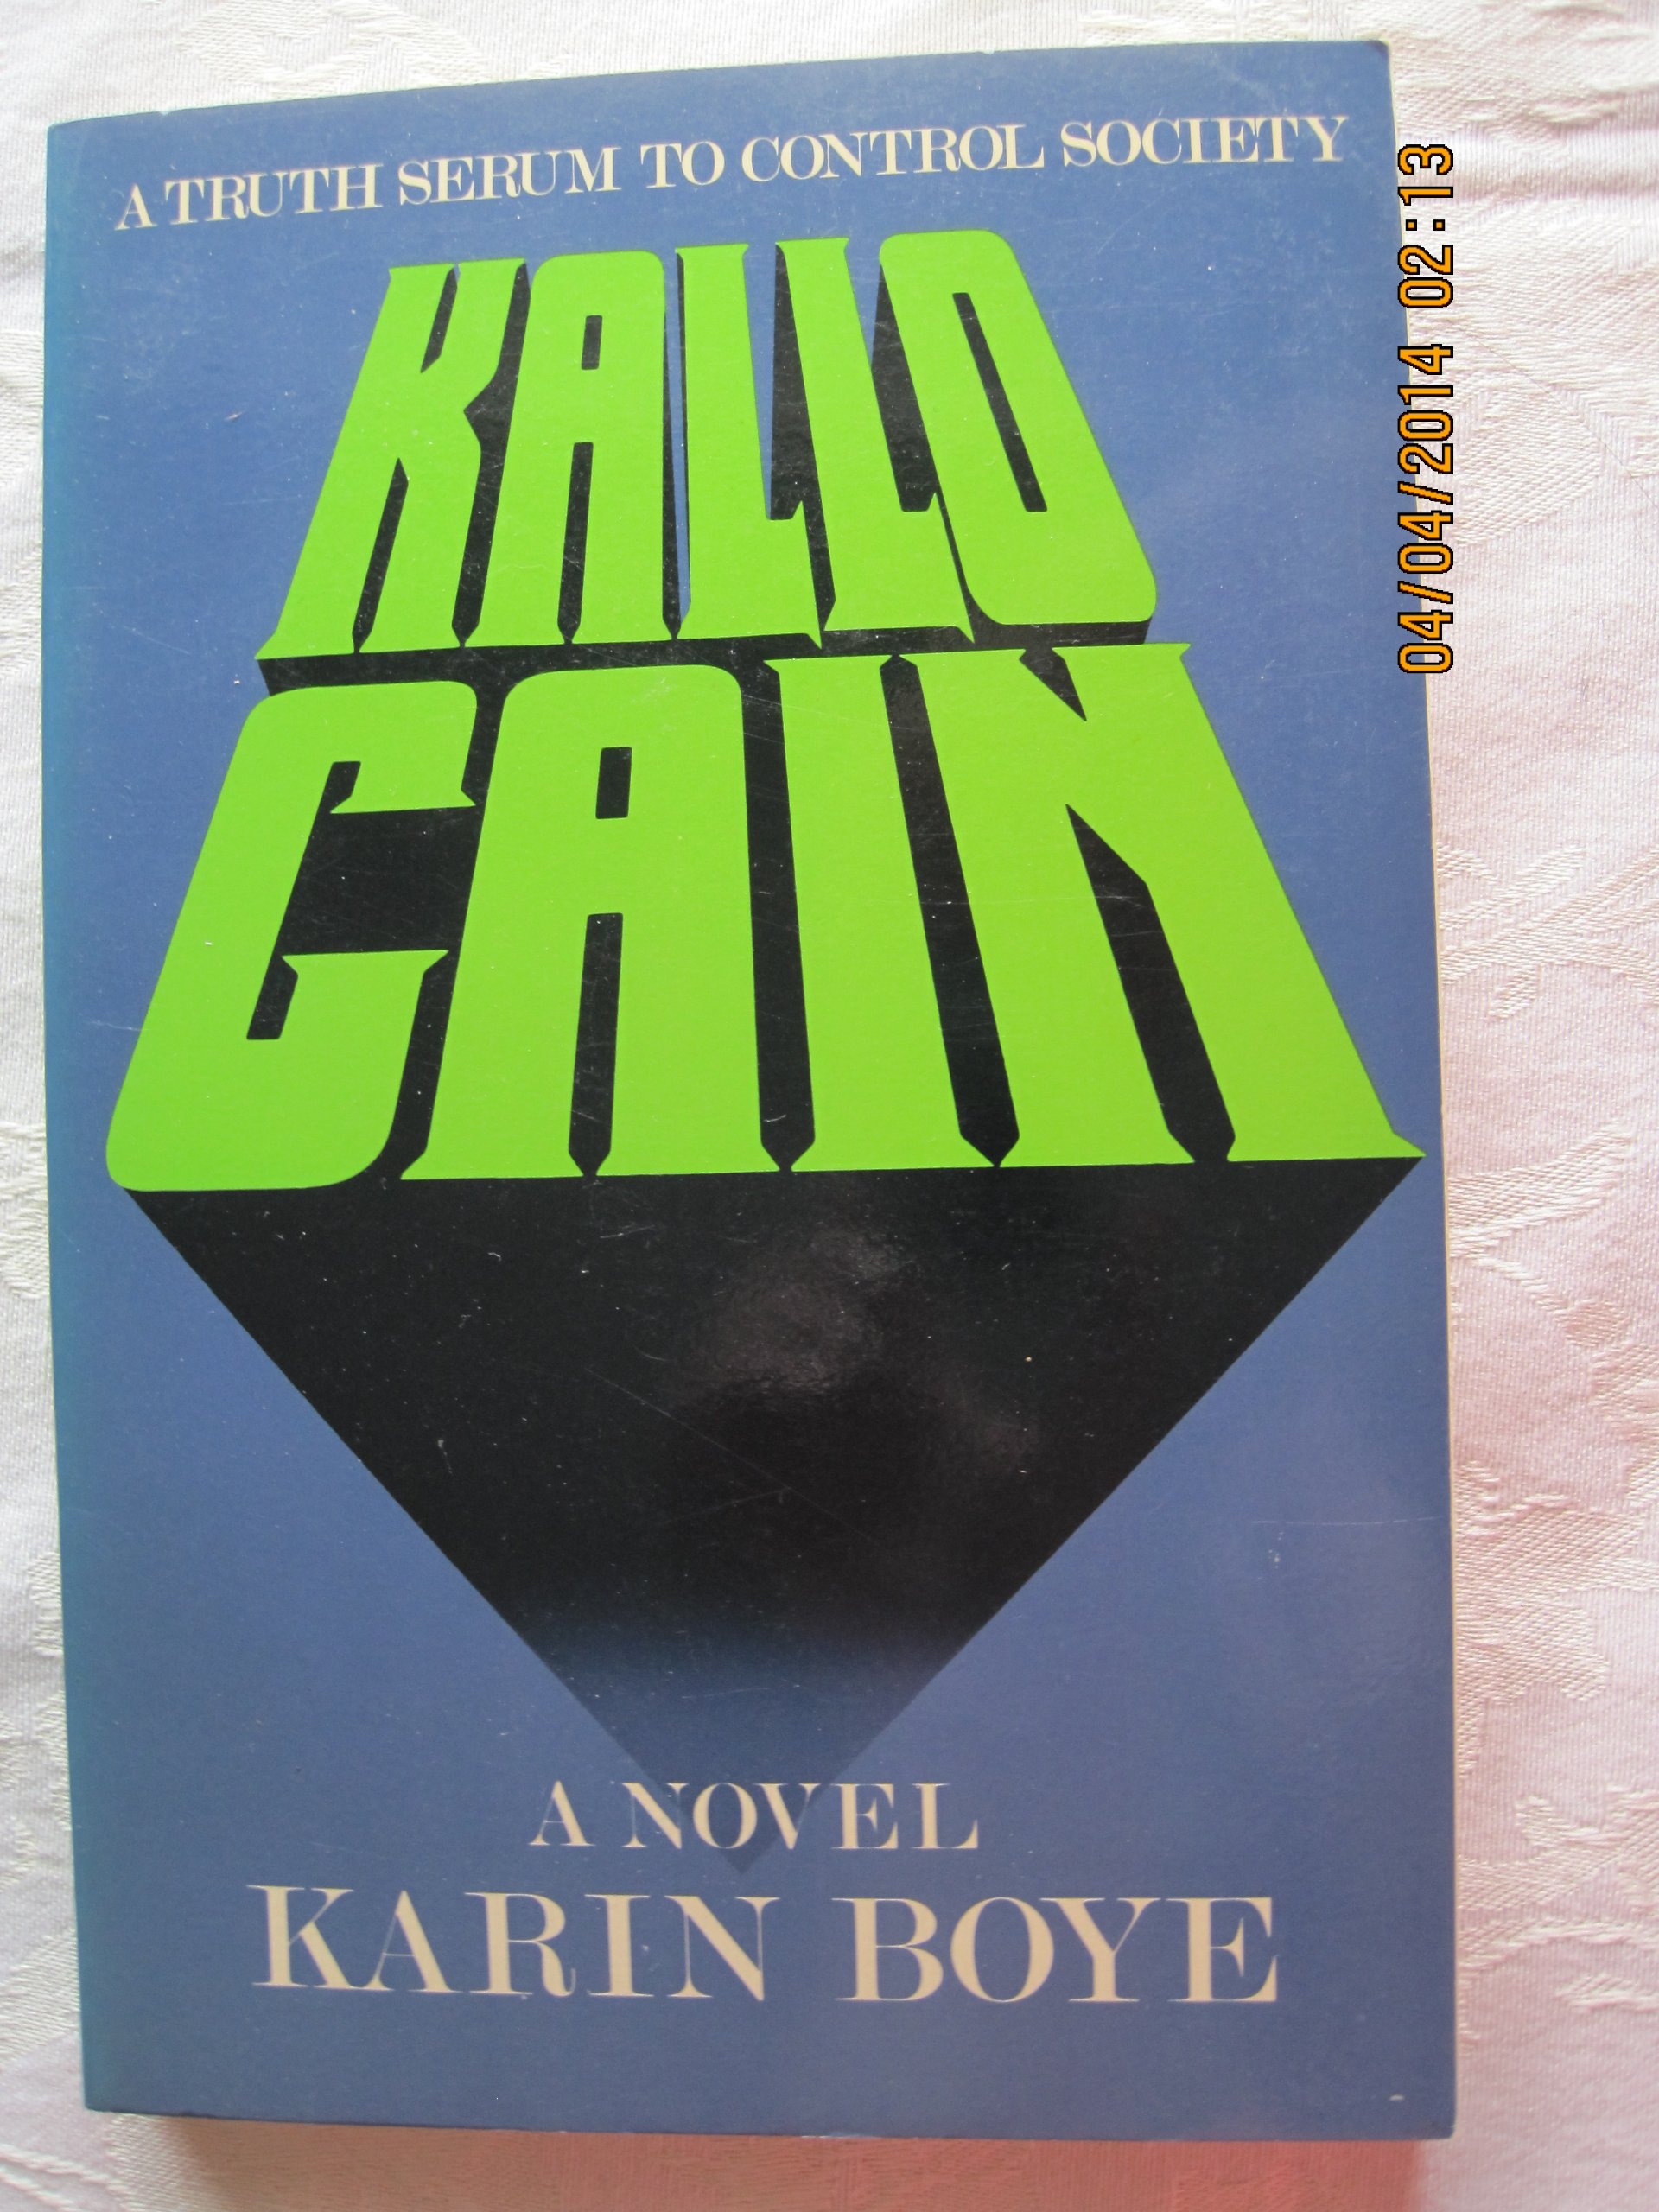 A TRUTH SERUM TO CONTROL SOCIETY
KALLO
CAIN
A NOVEL
KARIN BOYE
04/04/2014 02:13